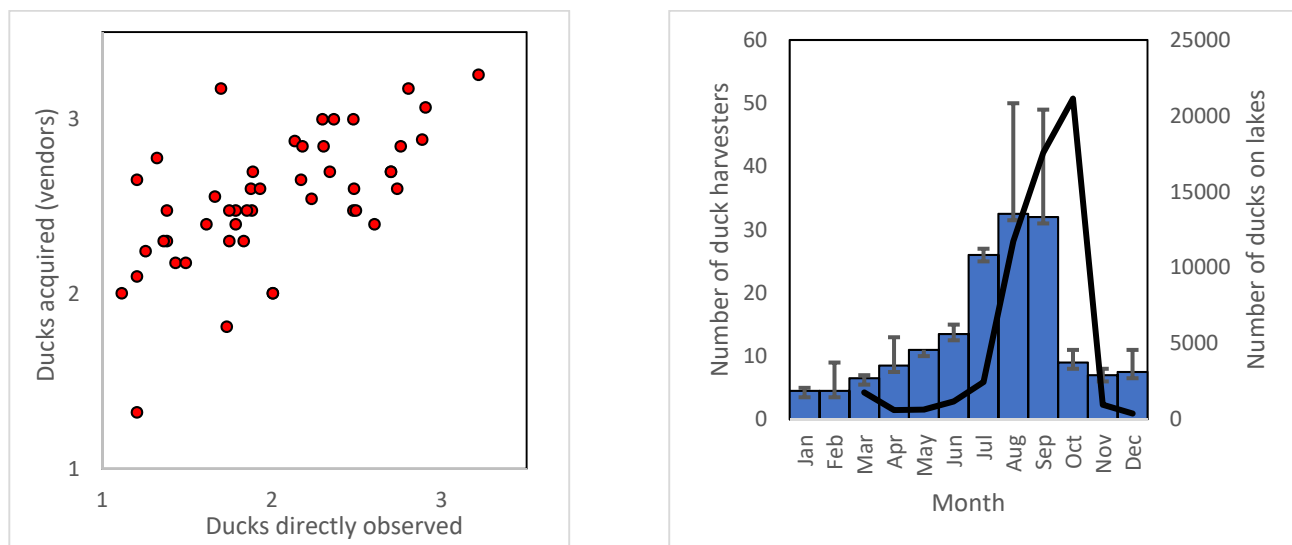 Ducks acquired (vendors)
3
2
1
1 2 3
Ducks directly observed
Number of duck harvesters
60
50
40
30
20
10
0
Jan Feb Mar Apr May Jun Jul Aug Sep Oct Nov Dec
Month
25000
20000
15000
10000
5000
0
Number of ducks on lakes